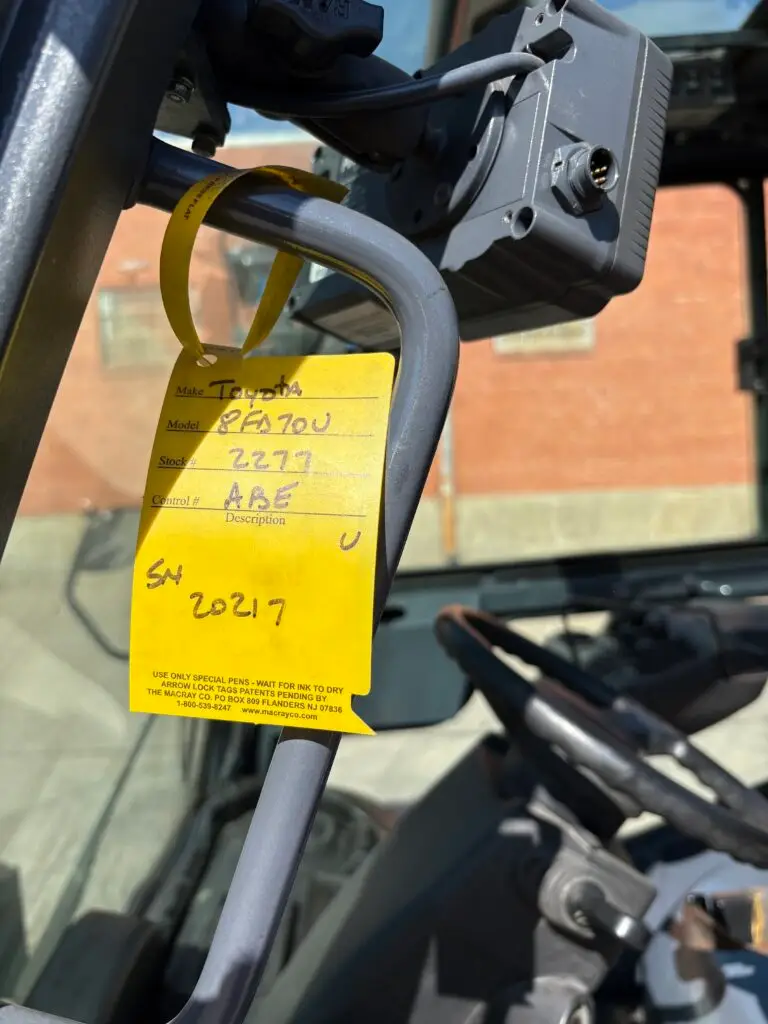 Make Toyota
Model 8FD70U
Stock # 2277
Control # ABE
Description
U
SN
20217
USE ONLY SPECIAL PENS - WAIT FOR INK TO DRY
ARROW LOCK TAGS PATENTS PENDING BY
THE MACRAY CO. PO BOX 809 FLANDERS NJ 07836
1-800-539-8247 www.macrayco.com